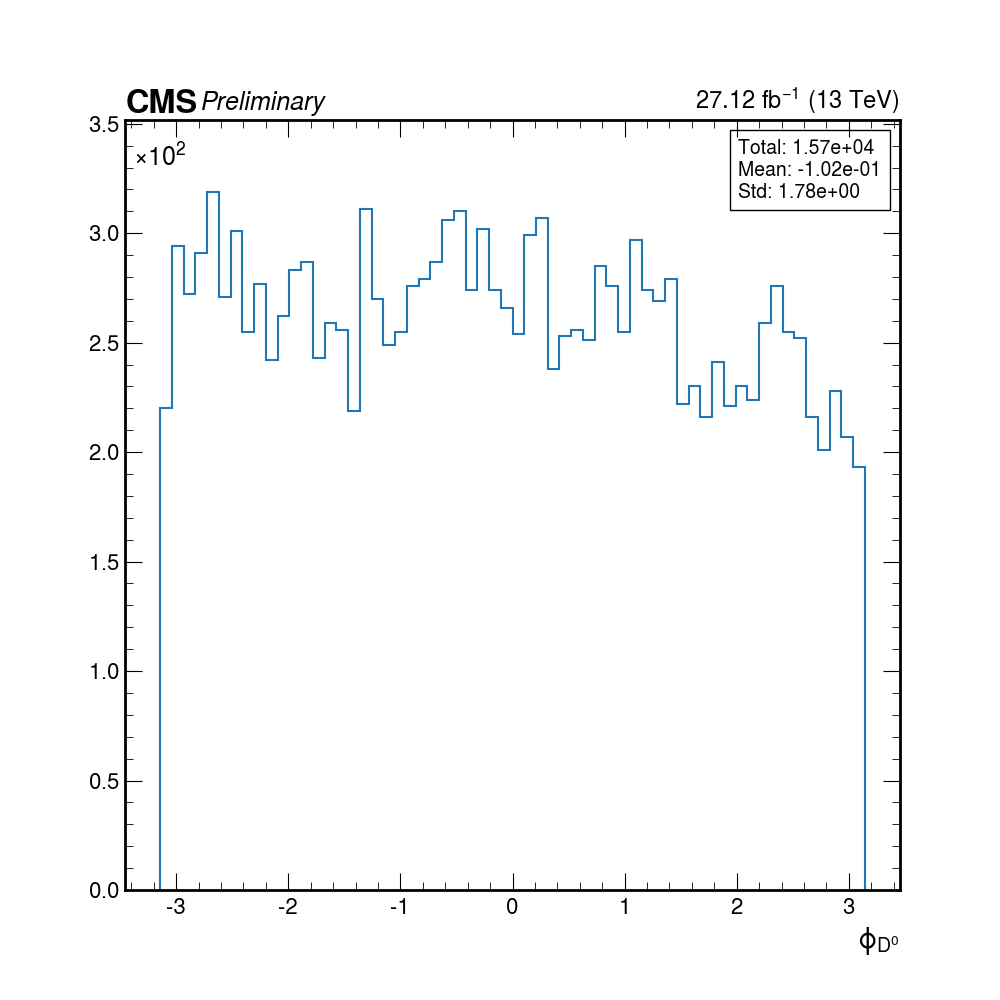 CMS Preliminary 27.12 fb⁻¹ (13 TeV)
×10²
Total: 1.57e+04
Mean: -1.02e-01
Std: 1.78e+00
3.5
3.0
2.5
2.0
1.5
1.0
0.5
0.0
-3 -2 -1 0 1 2 3
ϕ_D⁰